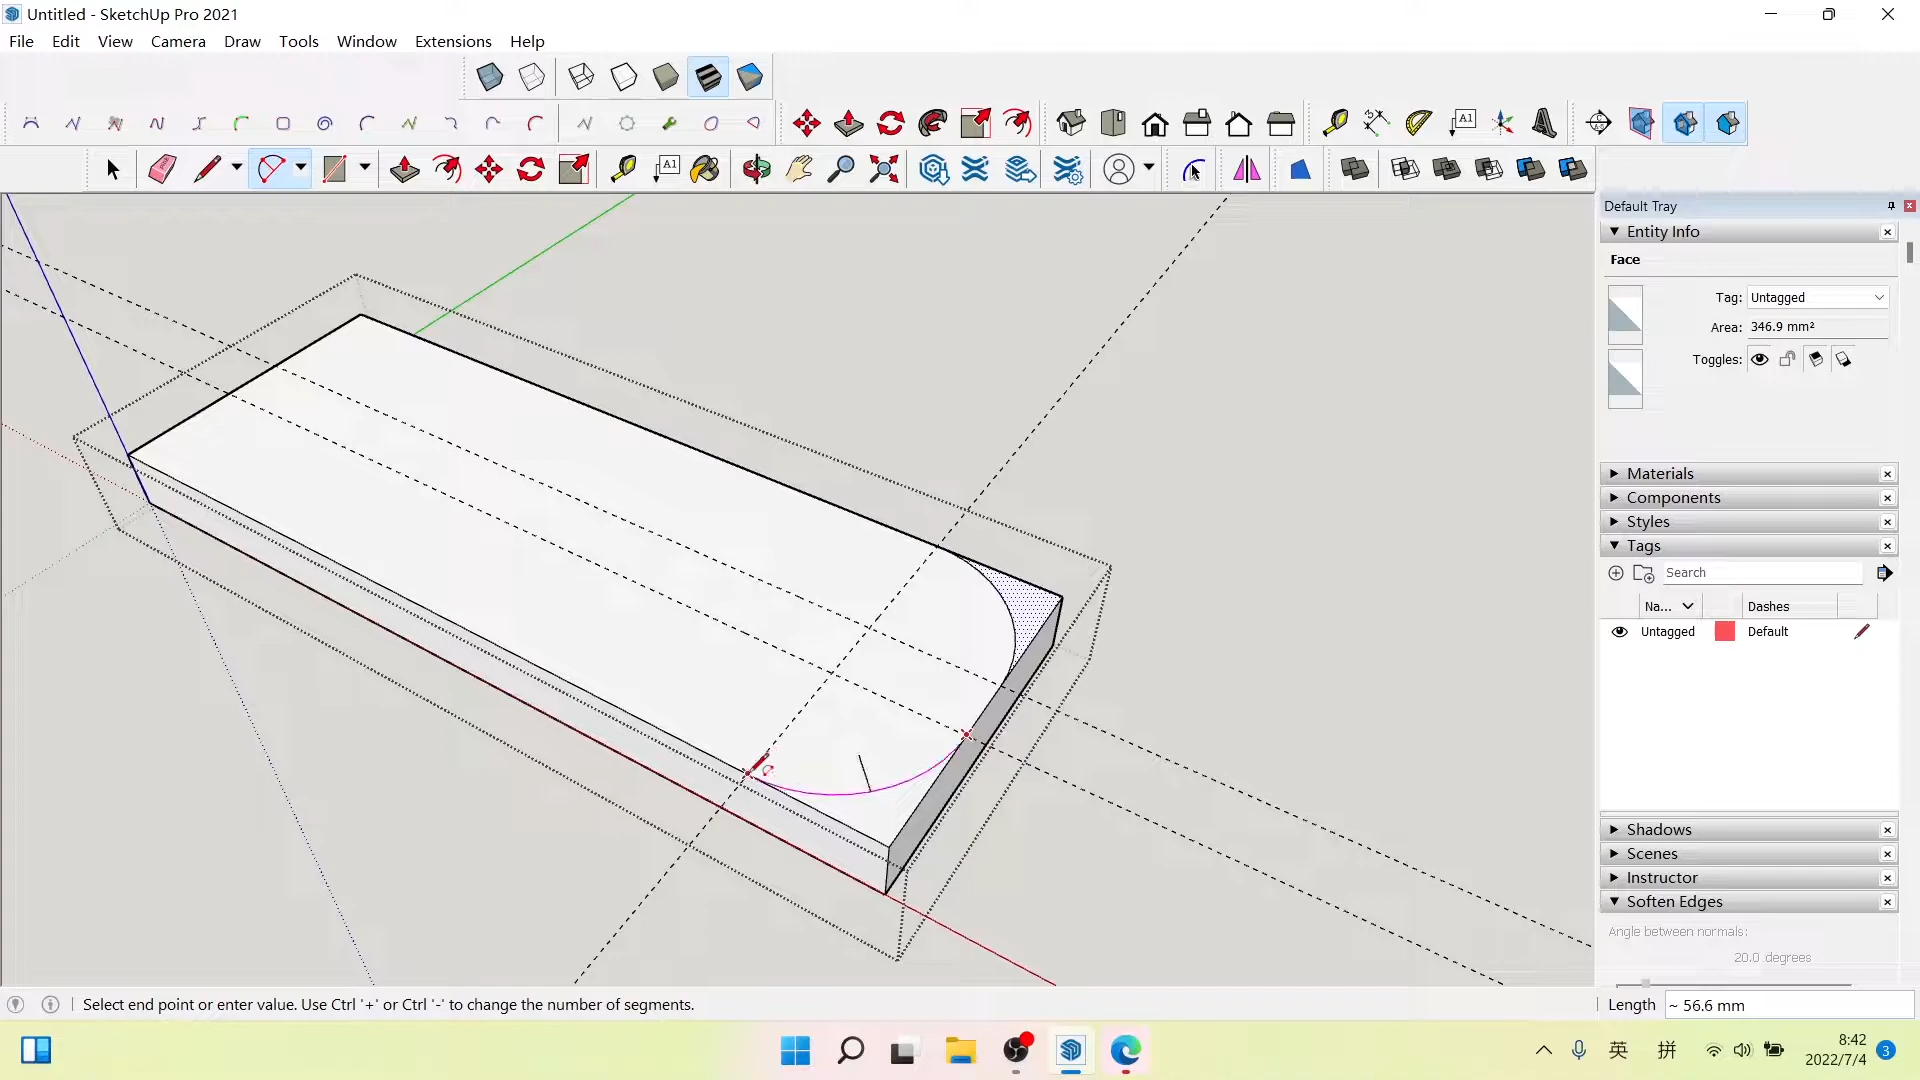 Untitled - SketchUp Pro 2021
File Edit View Camera Draw Tools Window Extensions Help
A1
A1
Default Tray
Entity Info
Face
Tag: Untagged
Area: 346.9 mm²
Toggles:
Materials
Components
Styles
Tags
Search
Na... Dashes
Untagged Default
Shadows
Scenes
Instructor
Soften Edges
Angle between normals:
20.0 degrees
Select end point or enter value. Use Ctrl '+' or Ctrl '-' to change the number of segments.
Length ~ 56.6 mm
英 拼
8:42
2022/7/4
3